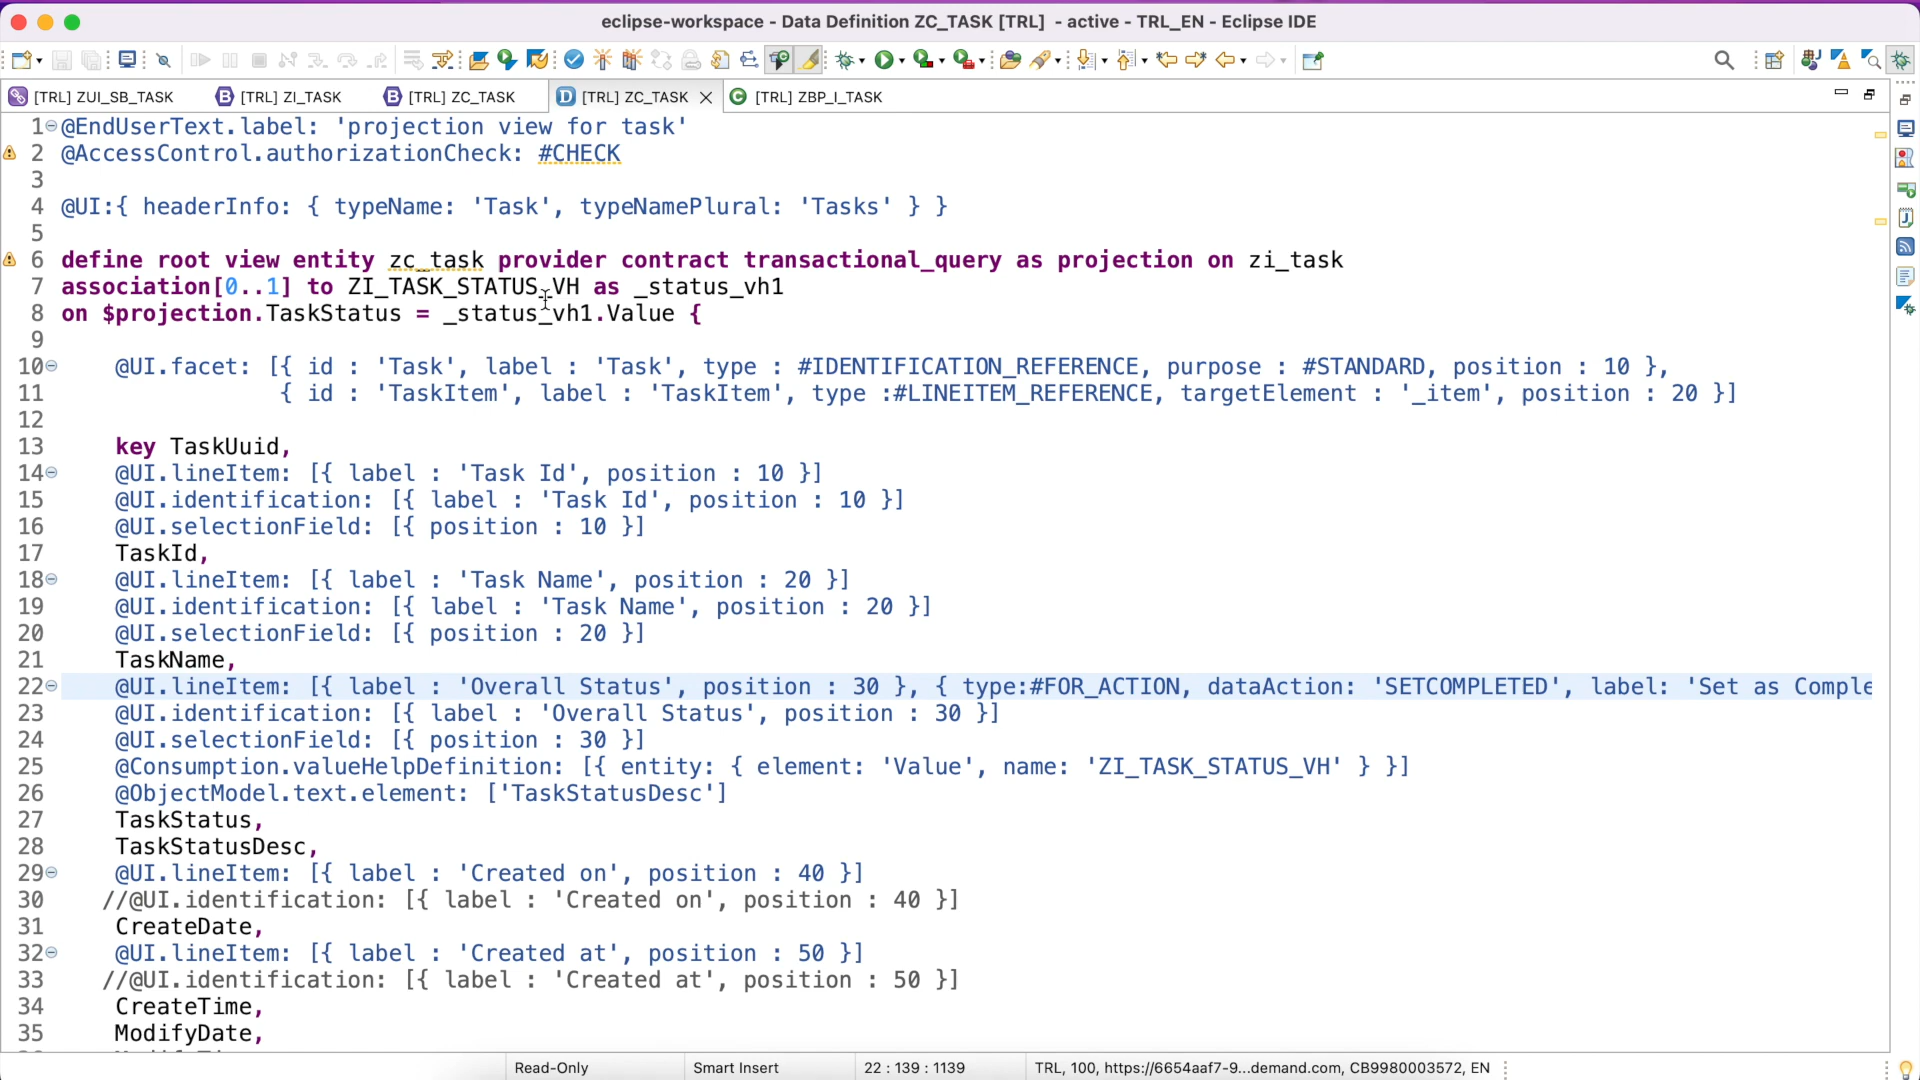 eclipse-workspace - Data Definition ZC_TASK [TRL] - active - TRL_EN - Eclipse IDE
[TRL] ZUI_SB_TASK [TRL] ZI_TASK [TRL] ZC_TASK [TRL] ZC_TASK [TRL] ZBP_I_TASK
1 @EndUserText.label: 'projection view for task'
2 @AccessControl.authorizationCheck: #CHECK
3
4 @UI:{ headerInfo: { typeName: 'Task', typeNamePlural: 'Tasks' } }
5
6 define root view entity zc_task provider contract transactional_query as projection on zi_task
7 association[0..1] to ZI_TASK_STATUS_VH as _status_vh1
8 on $projection.TaskStatus = _status_vh1.Value {
9
10 @UI.facet: [{ id : 'Task', label : 'Task', type : #IDENTIFICATION_REFERENCE, purpose : #STANDARD, position : 10 },
11 { id : 'TaskItem', label : 'TaskItem', type :#LINEITEM_REFERENCE, targetElement : '_item', position : 20 }]
12
13 key TaskUuid,
14 @UI.lineItem: [{ label : 'Task Id', position : 10 }]
15 @UI.identification: [{ label : 'Task Id', position : 10 }]
16 @UI.selectionField: [{ position : 10 }]
17 TaskId,
18 @UI.lineItem: [{ label : 'Task Name', position : 20 }]
19 @UI.identification: [{ label : 'Task Name', position : 20 }]
20 @UI.selectionField: [{ position : 20 }]
21 TaskName,
22 @UI.lineItem: [{ label : 'Overall Status', position : 30 }, { type:#FOR_ACTION, dataAction: 'SETCOMPLETED', label: 'Set as Comple
23 @UI.identification: [{ label : 'Overall Status', position : 30 }]
24 @UI.selectionField: [{ position : 30 }]
25 @Consumption.valueHelpDefinition: [{ entity: { element: 'Value', name: 'ZI_TASK_STATUS_VH' } }]
26 @ObjectModel.text.element: ['TaskStatusDesc']
27 TaskStatus,
28 TaskStatusDesc,
29 @UI.lineItem: [{ label : 'Created on', position : 40 }]
30 //@UI.identification: [{ label : 'Created on', position : 40 }]
31 CreateDate,
32 @UI.lineItem: [{ label : 'Created at', position : 50 }]
33 //@UI.identification: [{ label : 'Created at', position : 50 }]
34 CreateTime,
35 ModifyDate,
Read-Only Smart Insert 22 : 139 : 1139 TRL, 100, https://6654aaf7-9...demand.com, CB9980003572, EN